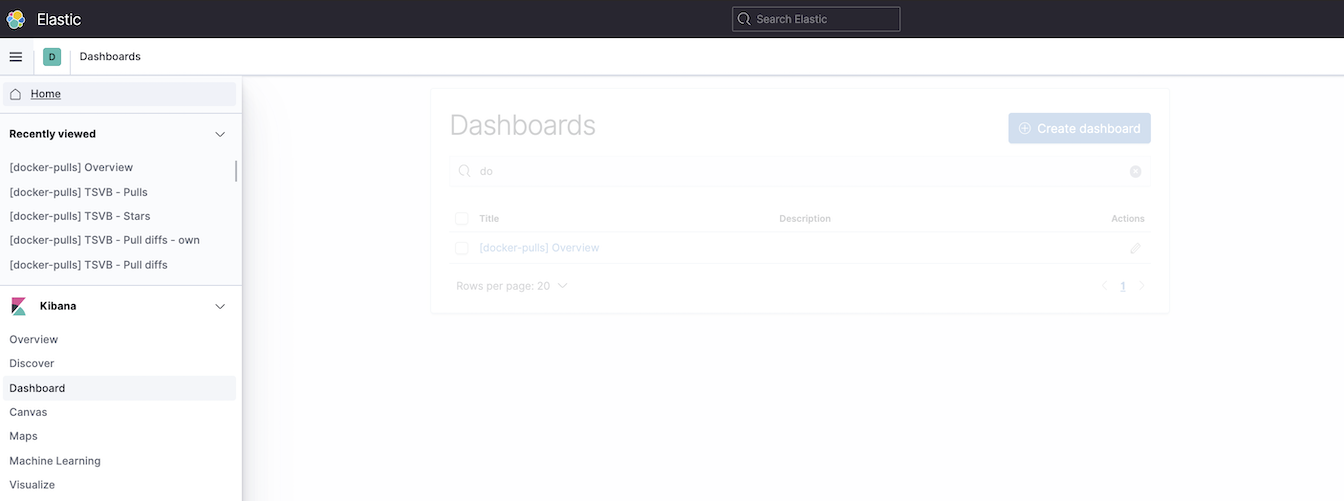 Elastic
Search Elastic
D
Dashboards
Home
Recently viewed
[docker-pulls] Overview
[docker-pulls] TSVB - Pulls
[docker-pulls] TSVB - Stars
[docker-pulls] TSVB - Pull diffs - own
[docker-pulls] TSVB - Pull diffs
Kibana
Overview
Discover
Dashboard
Canvas
Maps
Machine Learning
Visualize
Dashboards
Create dashboard
do
Title Description Actions
[docker-pulls] Overview
Rows per page: 20
1